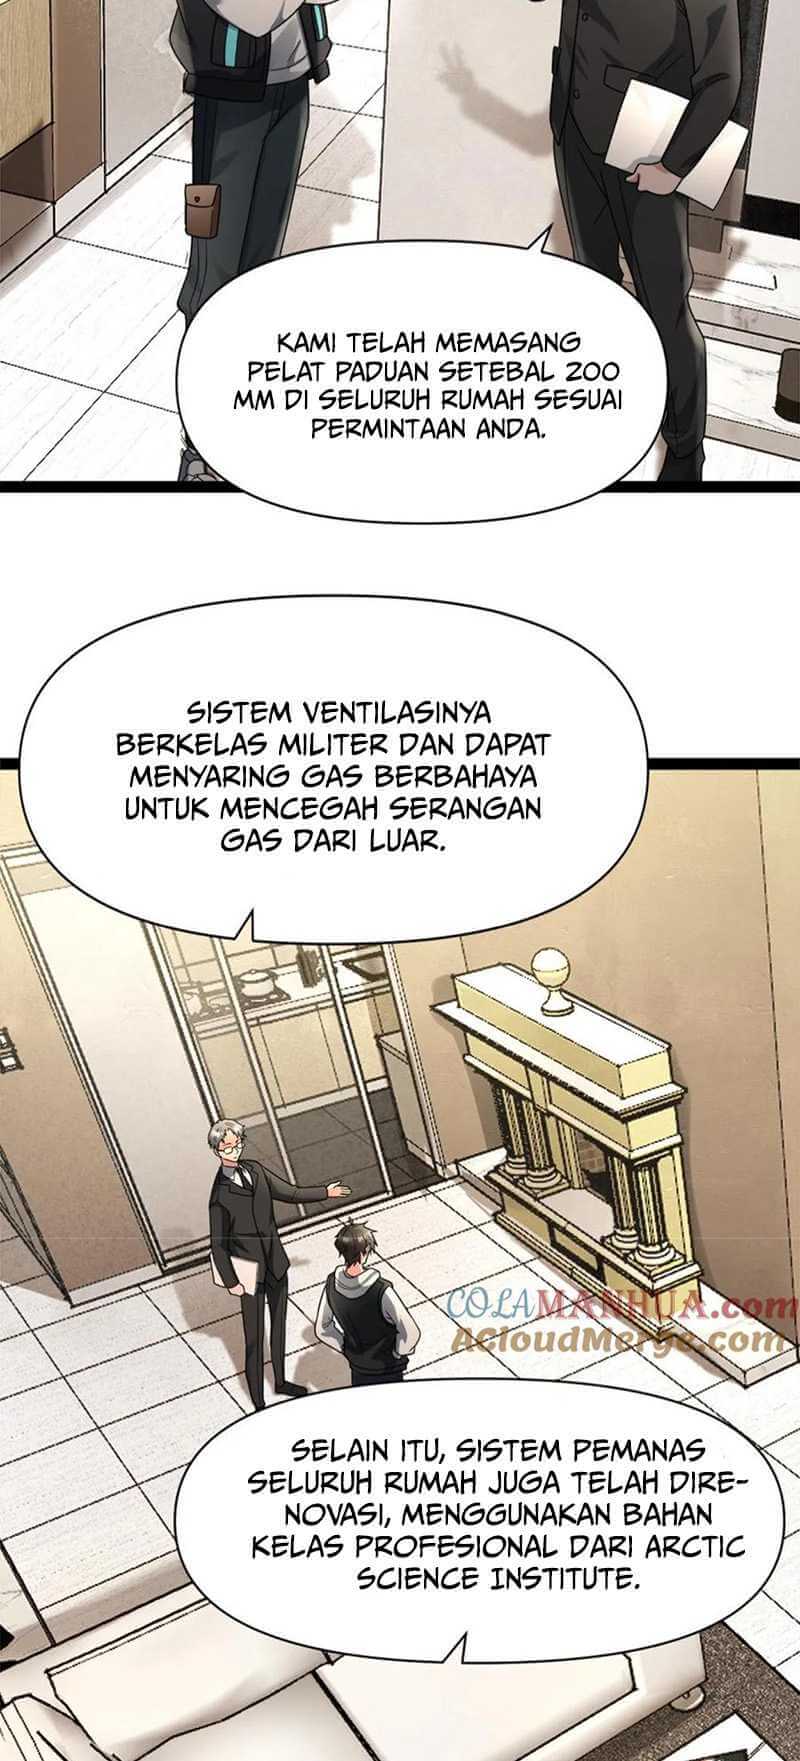 KAMI TELAH MEMASANG
PELAT PADUAN SETEBAL 200
MM DI SELURUH RUMAH SESUAI
PERMINTAAN ANDA.
SISTEM VENTILASINYA
BERKELAS MILITER DAN DAPAT
MENYARING GAS BERBAHAYA
UNTUK MENCEGAH SERANGAN
GAS DARI LUAR.
COLAMANHUA.com
AcloudMerge.com
SELAIN ITU, SISTEM PEMANAS
SELURUH RUMAH JUGA TELAH DIRE-
NOVASI, MENGGUNAKAN BAHAN
KELAS PROFESIONAL DARI ARCTIC
SCIENCE INSTITUTE.